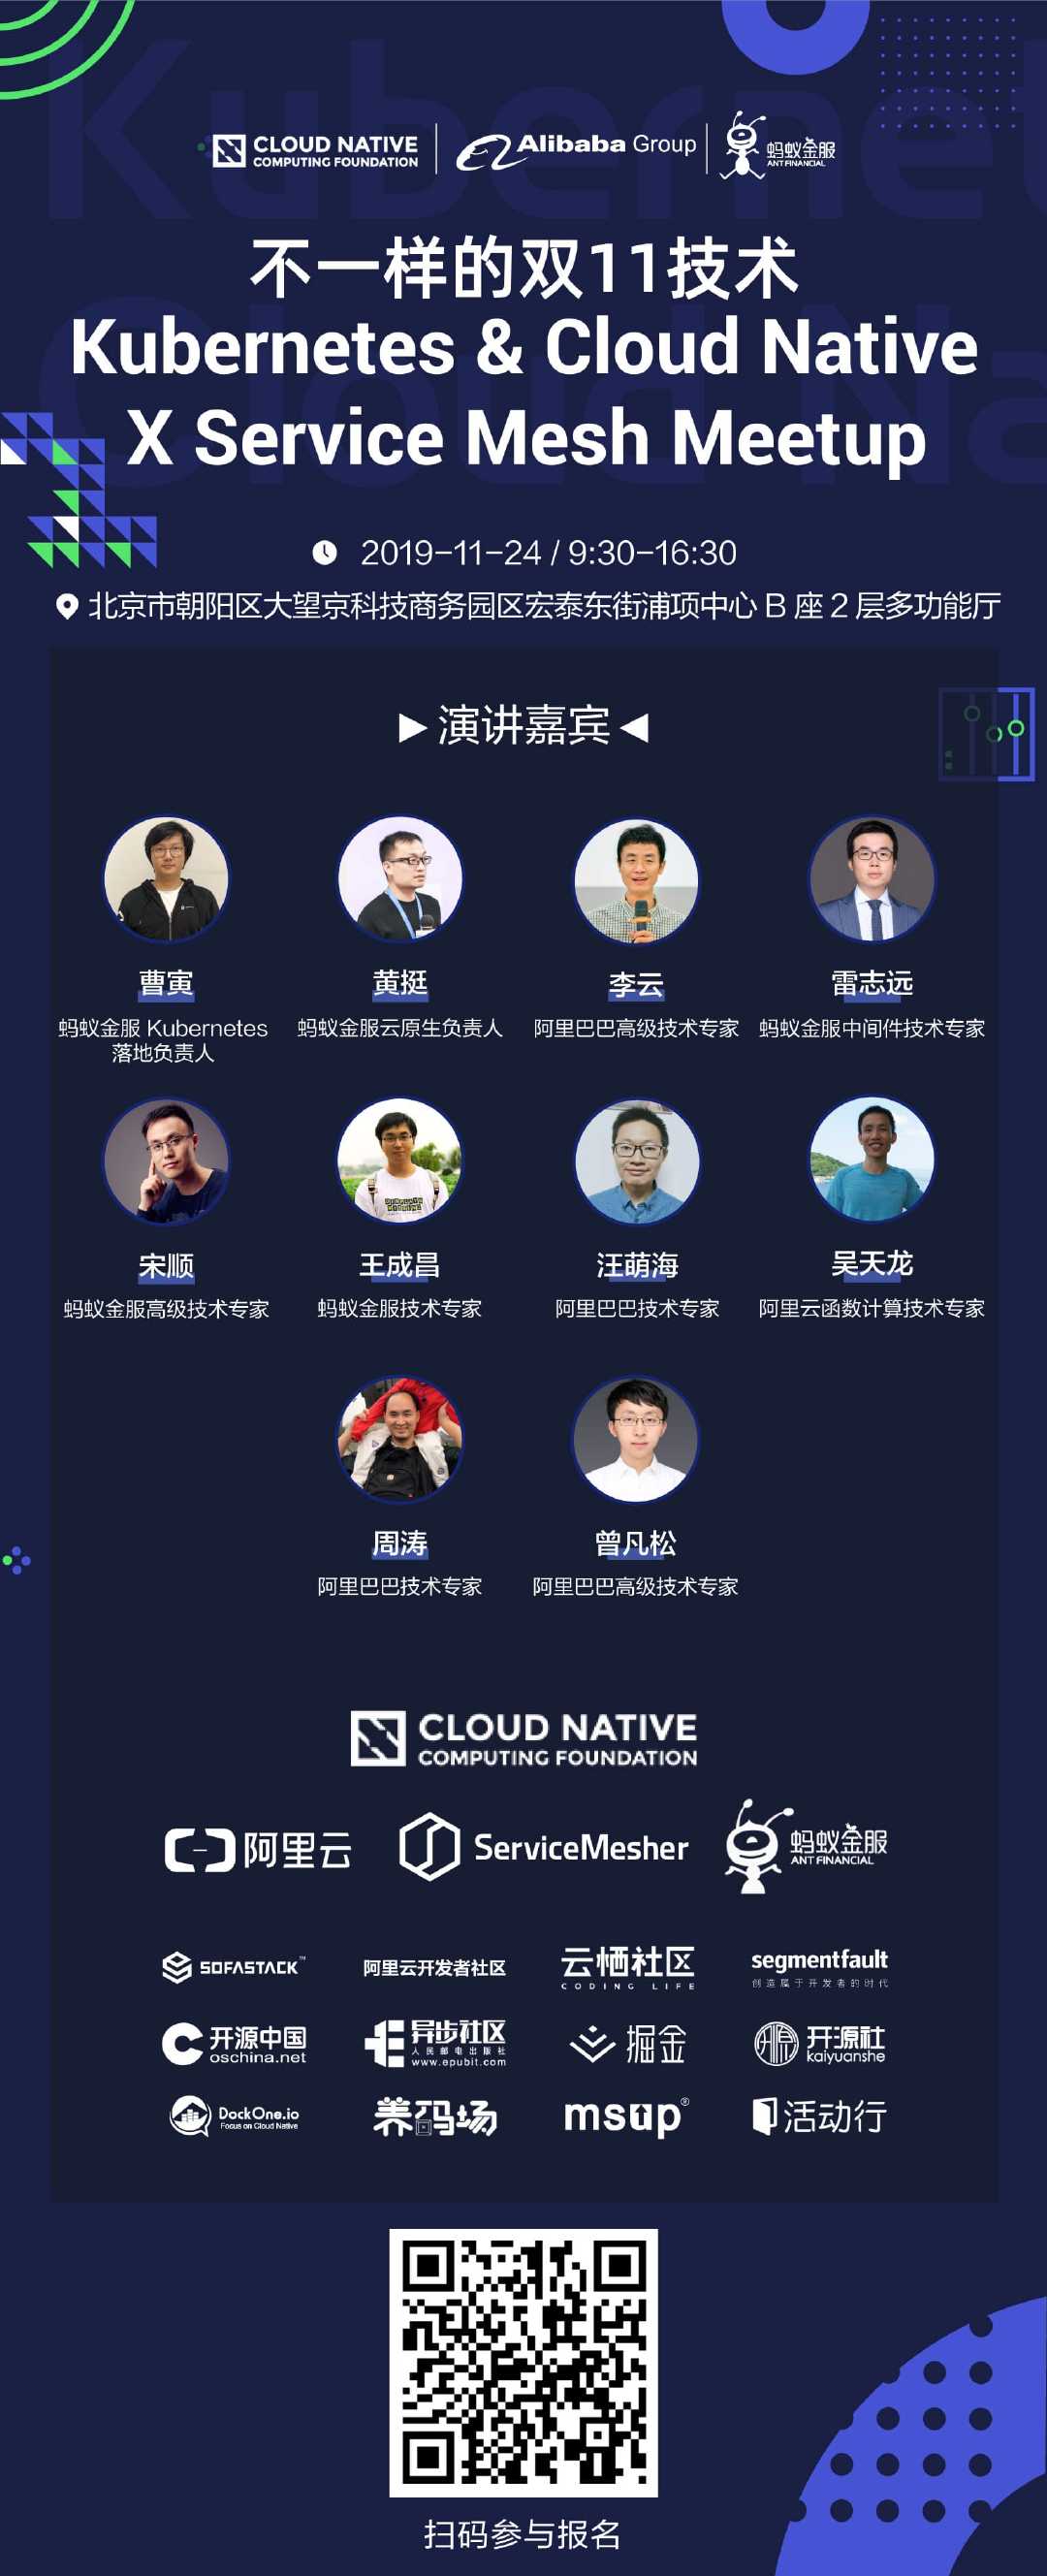 CLOUD NATIVE
COMPUTING FOUNDATION
Alibaba Group
蚂蚁金服
ANT FINANCIAL
不一样的双11技术
Kubernetes & Cloud Native
X Service Mesh Meetup
2019-11-24 / 9:30-16:30
北京市朝阳区大望京科技商务园区宏泰东街浦项中心 B 座 2 层多功能厅
演讲嘉宾
曹寅
蚂蚁金服 Kubernetes
落地负责人
黄挺
蚂蚁金服云原生负责人
李云
阿里巴巴高级技术专家
雷志远
蚂蚁金服中间件技术专家
宋顺
蚂蚁金服高级技术专家
王成昌
蚂蚁金服技术专家
汪萌海
阿里巴巴技术专家
吴天龙
阿里云函数计算技术专家
周涛
阿里巴巴技术专家
曾凡松
阿里巴巴高级技术专家
CLOUD NATIVE
COMPUTING FOUNDATION
阿里云
ServiceMesher
蚂蚁金服
ANT FINANCIAL
SOFASTACK™
阿里云开发者社区
云栖社区
CODING LIFE
segmentfault
创造属于开发者的时代
开源中国
oschina.net
异步社区
人民邮电出版社
www.epubit.com
掘金
开源社
kaiyuanshe
DockOne.io
Focus on Cloud Native
养码场
msup®
活动行
扫码参与报名